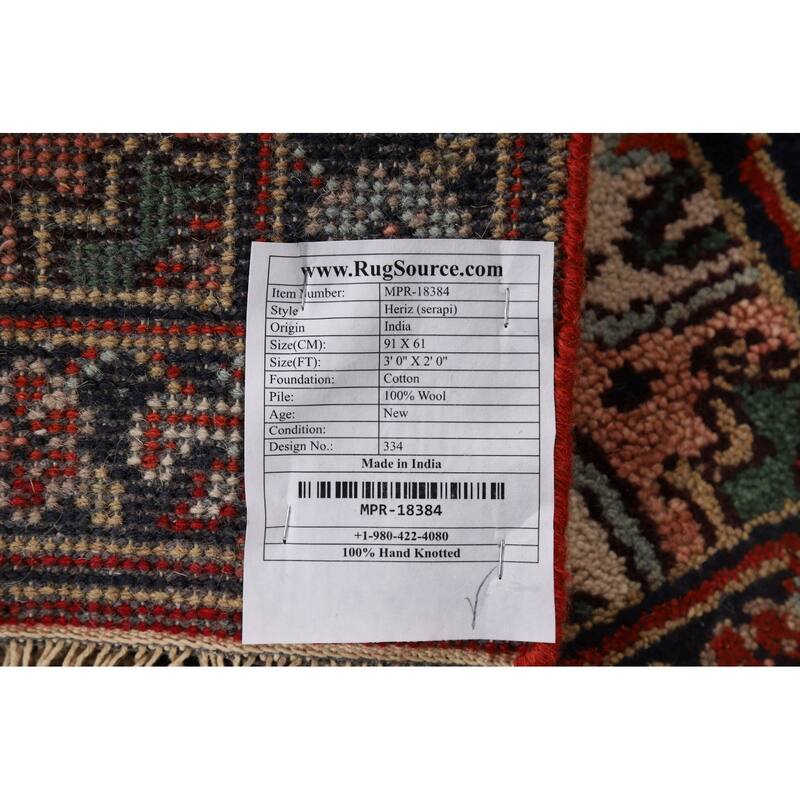 www.RugSource.com
Item Number: MPR-18384
Style Heriz (serapi)
Origin India
Size(CM): 91 X 61
Size(FT): 3' 0" X 2' 0"
Foundation: Cotton
Pile: 100% Wool
Age: New
Condition:
Design No.: 334
Made in India
MPR-18384
+1-980-422-4080
100% Hand Knotted